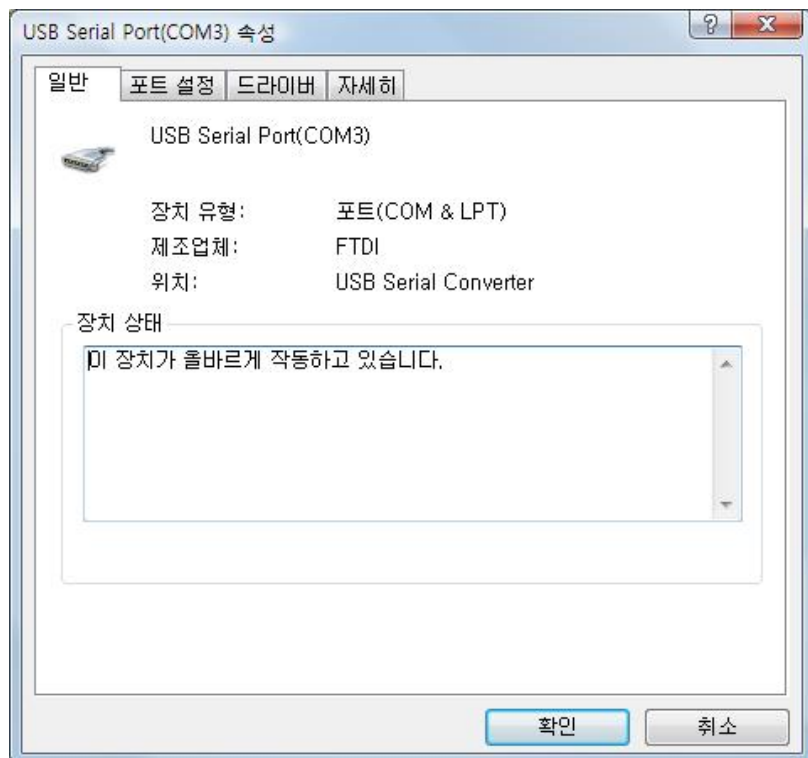 USB Serial Port(COM3) 속성
일반 포트 설정 드라이버 자세히
USB Serial Port(COM3)
장치 유형: 포트(COM & LPT)
제조업체: FTDI
위치: USB Serial Converter
장치 상태
이 장치가 올바르게 작동하고 있습니다.
확인 취소